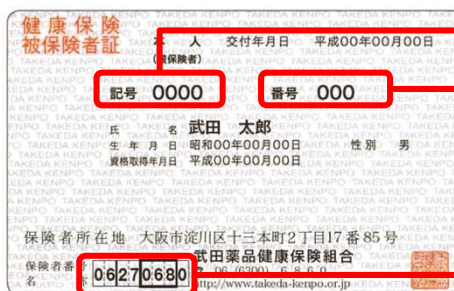 健康保険
被保険者証
本人 交付年月日 平成00年00月00日
(被保険者)
記号 0000 番号 000
氏名 武田 太郎
生年月日 昭和00年00月00日 性別 男
資格取得年月日 平成00年00月00日
保険者所在地 大阪市淀川区十三本町2丁目17番85号
保険者番号 06270680 武田薬品健康保険組合
名称 06 (6300) 6860
http://www.takeda-kenpo.or.jp